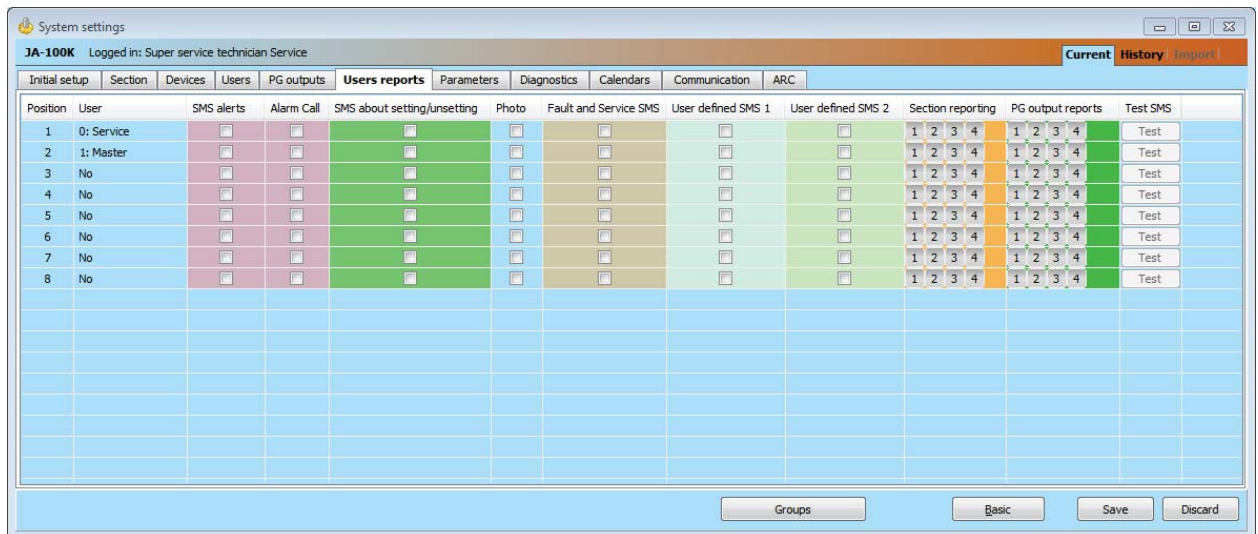 System settings
JA-100K Logged in: Super service technician Service Current History Import
Initial setup Section Devices Users PG outputs Users reports Parameters Diagnostics Calendars Communication ARC
Position User SMS alerts Alarm Call SMS about setting/unsetting Photo Fault and Service SMS User defined SMS 1 User defined SMS 2 Section reporting PG output reports Test SMS
1 0: Service 1 2 3 4 1 2 3 4 Test
2 1: Master 1 2 3 4 1 2 3 4 Test
3 No 1 2 3 4 1 2 3 4 Test
4 No 1 2 3 4 1 2 3 4 Test
5 No 1 2 3 4 1 2 3 4 Test
6 No 1 2 3 4 1 2 3 4 Test
7 No 1 2 3 4 1 2 3 4 Test
8 No 1 2 3 4 1 2 3 4 Test
Groups Basic Save Discard